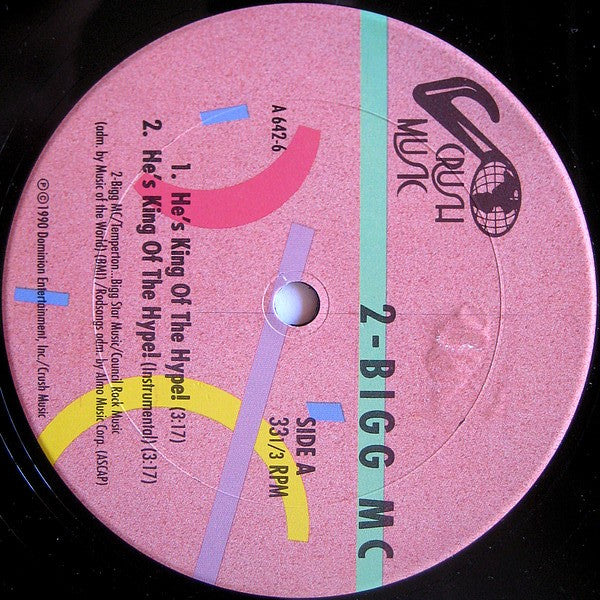 CRUSH
MUSIC
2-BIGG MC
A 642-6
SIDE A
33 1/3 RPM
1. He's King Of The Hype! (3:17)
2. He's King Of The Hype! (Instrumental) (3:17)
2-Bigg MC/Temperton...Bigg Star Music/Council Rock Music
(adm. by Music of the World) (BMI) /Rodsongs adm. by Almo Music Corp. (ASCAP)
℗ © 1990 Dominion Entertainment, Inc./Crush Music